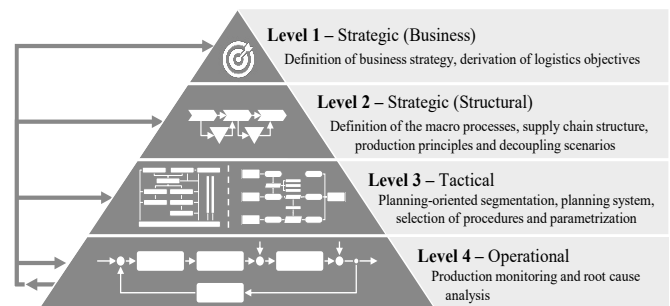 Level 1 – Strategic (Business)
Definition of business strategy, derivation of logistics objectives
Level 2 – Strategic (Structural)
Definition of the macro processes, supply chain structure,
production principles and decoupling scenarios
Level 3 – Tactical
Planning-oriented segmentation, planning system,
selection of procedures and parametrization
Level 4 – Operational
Production monitoring and root cause
analysis